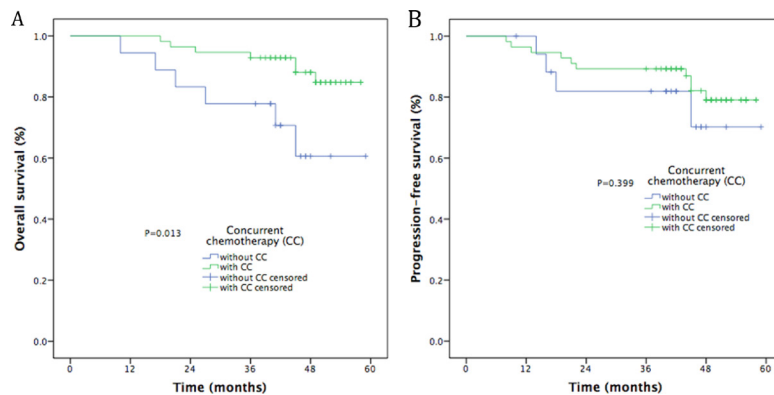 A
1.0
0.8
0.6
0.4
0.2
0.0
Overall survival (%)
P=0.013
Concurrent
chemotherapy (CC)
without CC
with CC
without CC censored
with CC censored
0 12 24 36 48 60
Time (months)
B
1.0
0.8
0.6
0.4
0.2
0.0
Progression-free survival (%)
P=0.399
Concurrent
chemotherapy (CC)
without CC
with CC
without CC censored
with CC censored
0 12 24 36 48 60
Time (months)